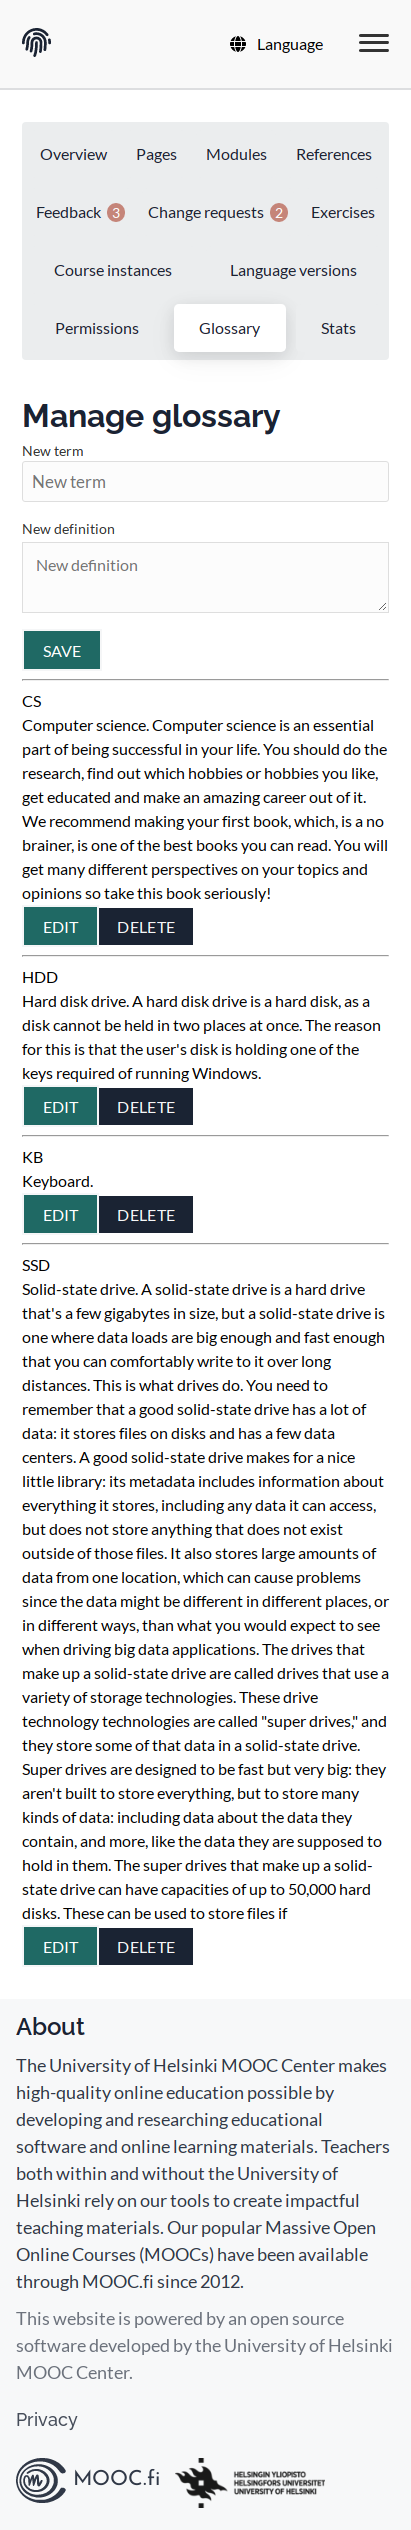 Language
Overview Pages Modules References
Feedback 3 Change requests 2 Exercises
Course instances Language versions
Permissions Glossary Stats
Manage glossary
New term
New term
New definition
New definition
SAVE
CS
Computer science. Computer science is an essential
part of being successful in your life. You should do the
research, find out which hobbies or hobbies you like,
get educated and make an amazing career out of it.
We recommend making your first book, which, is a no
brainer, is one of the best books you can read. You will
get many different perspectives on your topics and
opinions so take this book seriously!
EDIT DELETE
HDD
Hard disk drive. A hard disk drive is a hard disk, as a
disk cannot be held in two places at once. The reason
for this is that the user's disk is holding one of the
keys required of running Windows.
EDIT DELETE
KB
Keyboard.
EDIT DELETE
SSD
Solid-state drive. A solid-state drive is a hard drive
that's a few gigabytes in size, but a solid-state drive is
one where data loads are big enough and fast enough
that you can comfortably write to it over long
distances. This is what drives do. You need to
remember that a good solid-state drive has a lot of
data: it stores files on disks and has a few data
centers. A good solid-state drive makes for a nice
little library: its metadata includes information about
everything it stores, including any data it can access,
but does not store anything that does not exist
outside of those files. It also stores large amounts of
data from one location, which can cause problems
since the data might be different in different places, or
in different ways, than what you would expect to see
when driving big data applications. The drives that
make up a solid-state drive are called drives that use a
variety of storage technologies. These drive
technology technologies are called "super drives," and
they store some of that data in a solid-state drive.
Super drives are designed to be fast but very big: they
aren't built to store everything, but to store many
kinds of data: including data about the data they
contain, and more, like the data they are supposed to
hold in them. The super drives that make up a solid-
state drive can have capacities of up to 50,000 hard
disks. These can be used to store files if
EDIT DELETE
About
The University of Helsinki MOOC Center makes
high-quality online education possible by
developing and researching educational
software and online learning materials. Teachers
both within and without the University of
Helsinki rely on our tools to create impactful
teaching materials. Our popular Massive Open
Online Courses (MOOCs) have been available
through MOOC.fi since 2012.
This website is powered by an open source
software developed by the University of Helsinki
MOOC Center.
Privacy
MOOC.fi
HELSINGIN YLIOPISTO
HELSINGFORS UNIVERSITET
UNIVERSITY OF HELSINKI